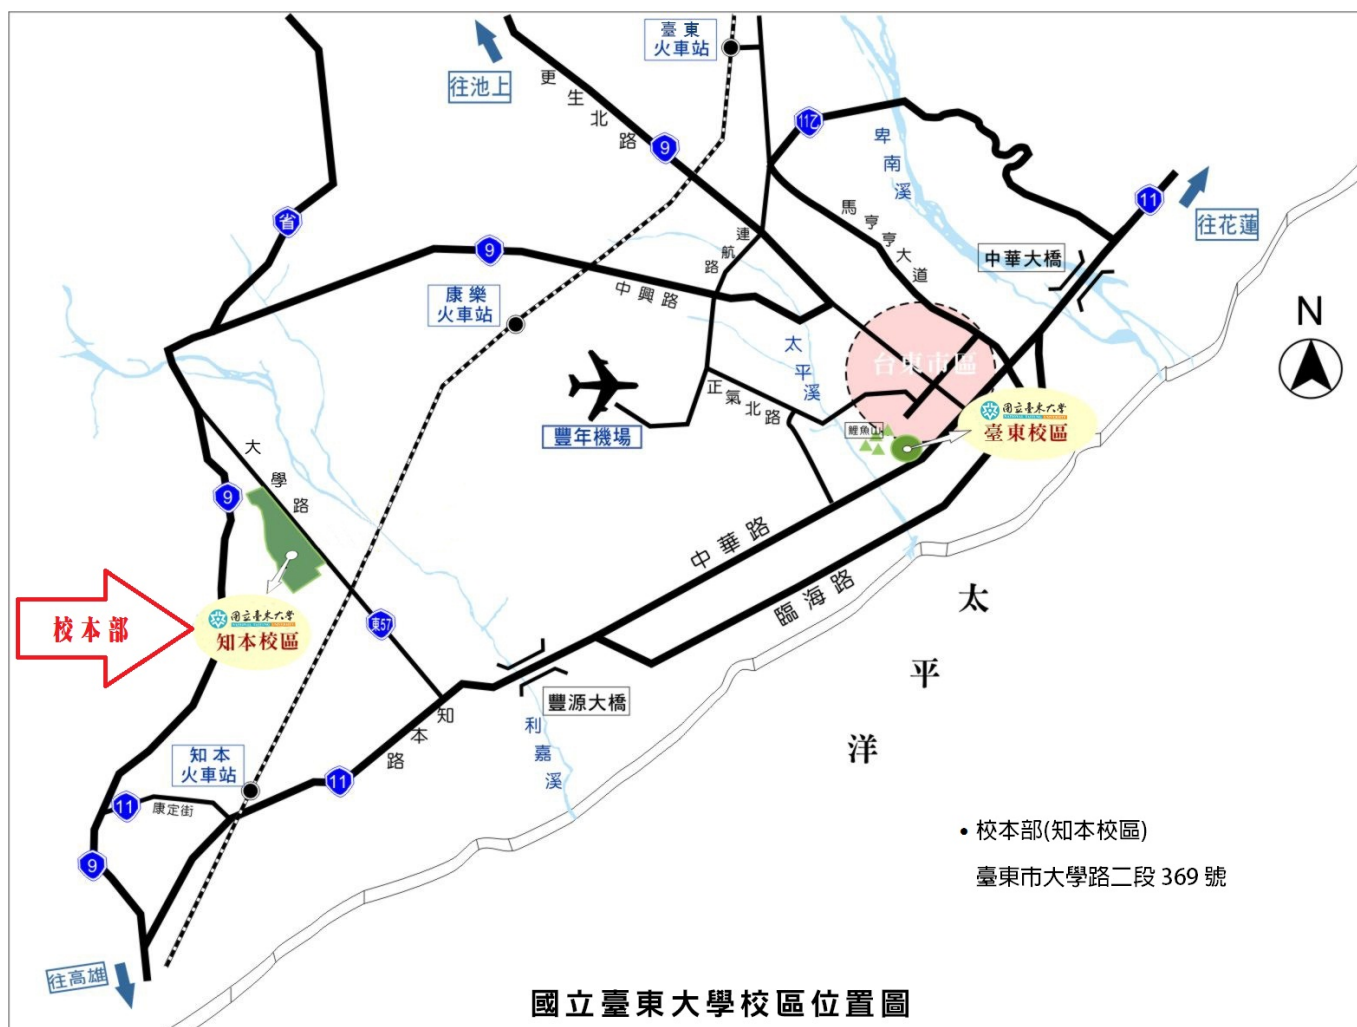 臺東
火車站
往池上
更生北路
9
11乙
卑南溪
11
往花蓮
省
馬亨亨大道
中華大橋
連航路
9
中興路
康樂
火車站
N
太平溪
台東市區
正氣北路
豐年機場
鯉魚山
國立臺東大學
臺東校區
大學路
9
中華路
臨海路
太平洋
校本部
國立臺東大學
知本校區
東57
豐源大橋
利嘉溪
知本路
知本
火車站
11
11
康定街
9
• 校本部(知本校區)
臺東市大學路二段 369 號
往高雄
國立臺東大學校區位置圖